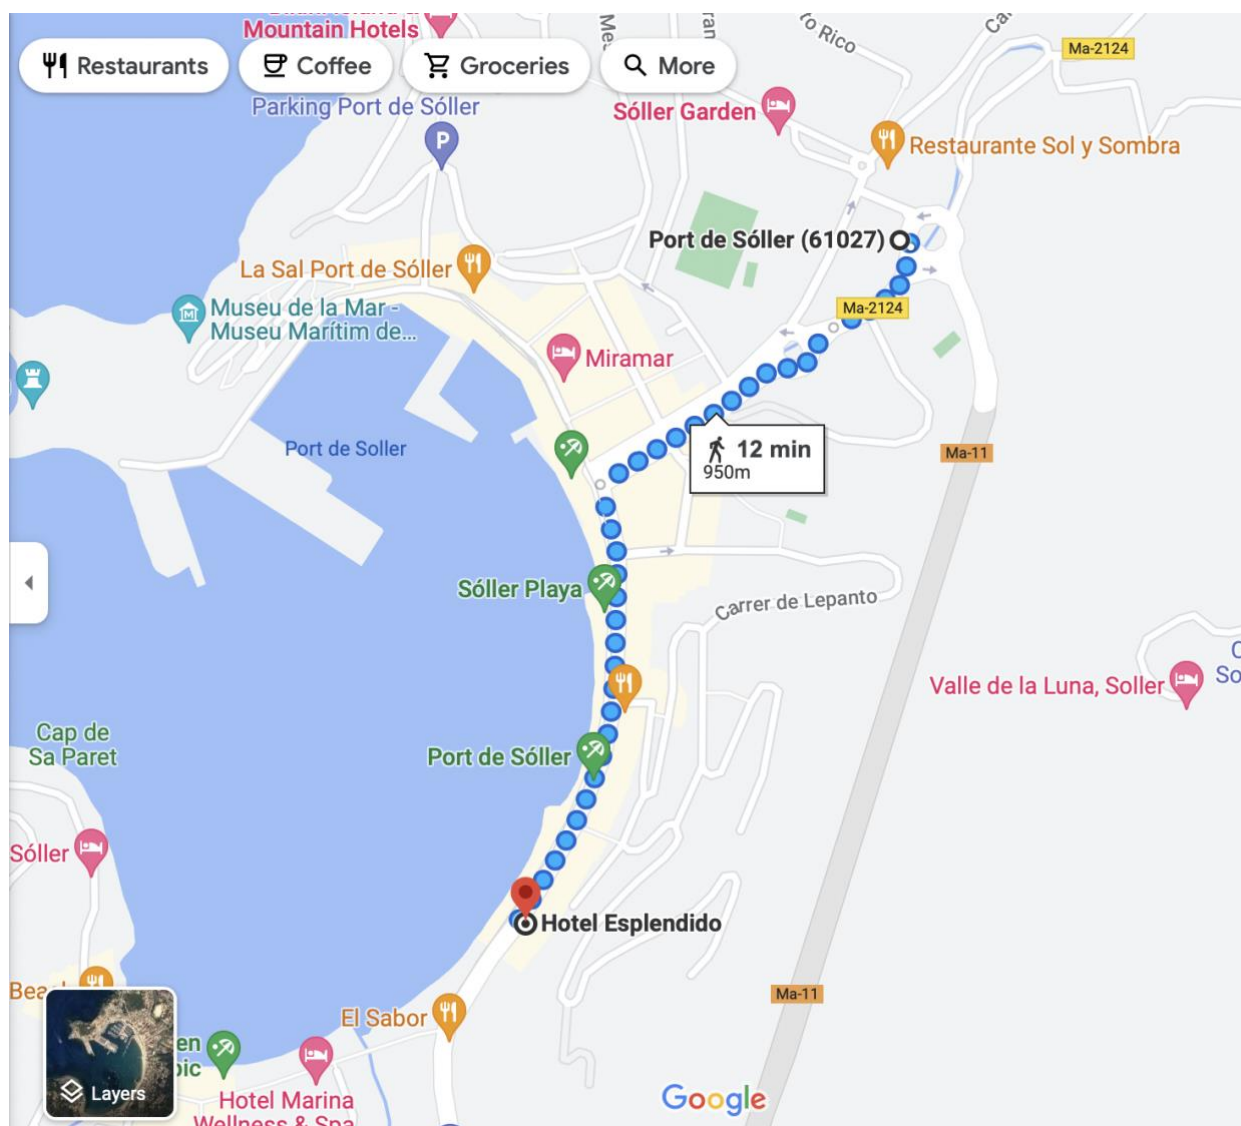 Mountain Hotels
Restaurants
Coffee
Groceries
More
Ma-2124
Rico
Parking Port de Sóller
Sóller Garden
Restaurante Sol y Sombra
Port de Sóller (61027)
La Sal Port de Sóller
Museu de la Mar -
Museu Marítim de...
Ma-2124
Miramar
Port de Soller
12 min
950m
Ma-11
Sóller Playa
Carrer de Lepanto
Valle de la Luna, Soller
Cap de
Sa Paret
Port de Sóller
Sóller
Hotel Esplendido
Ma-11
El Sabor
Layers
Hotel Marina
Wellness & Spa
Google